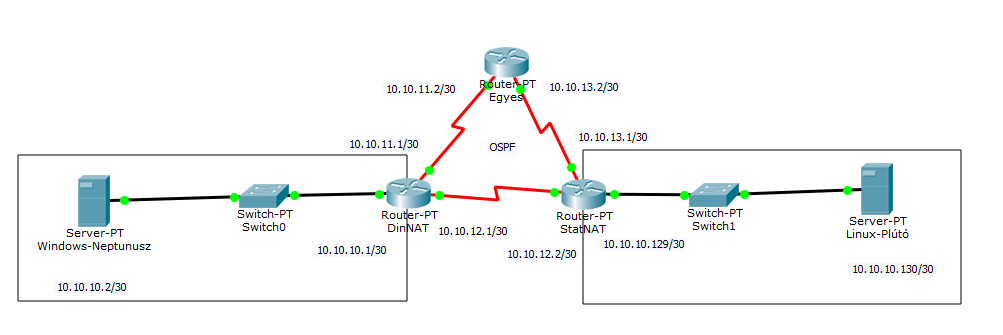 Router-PT
Egyes
10.10.11.2/30
10.10.13.2/30
10.10.11.1/30
OSPF
10.10.13.1/30
Server-PT
Windows-Neptunusz
Switch-PT
Switch0
Router-PT
DinNAT
Router-PT
StatNAT
Switch-PT
Switch1
Server-PT
Linux-Plútó
10.10.10.1/30
10.10.12.1/30
10.10.12.2/30
10.10.10.129/30
10.10.10.2/30
10.10.10.130/30